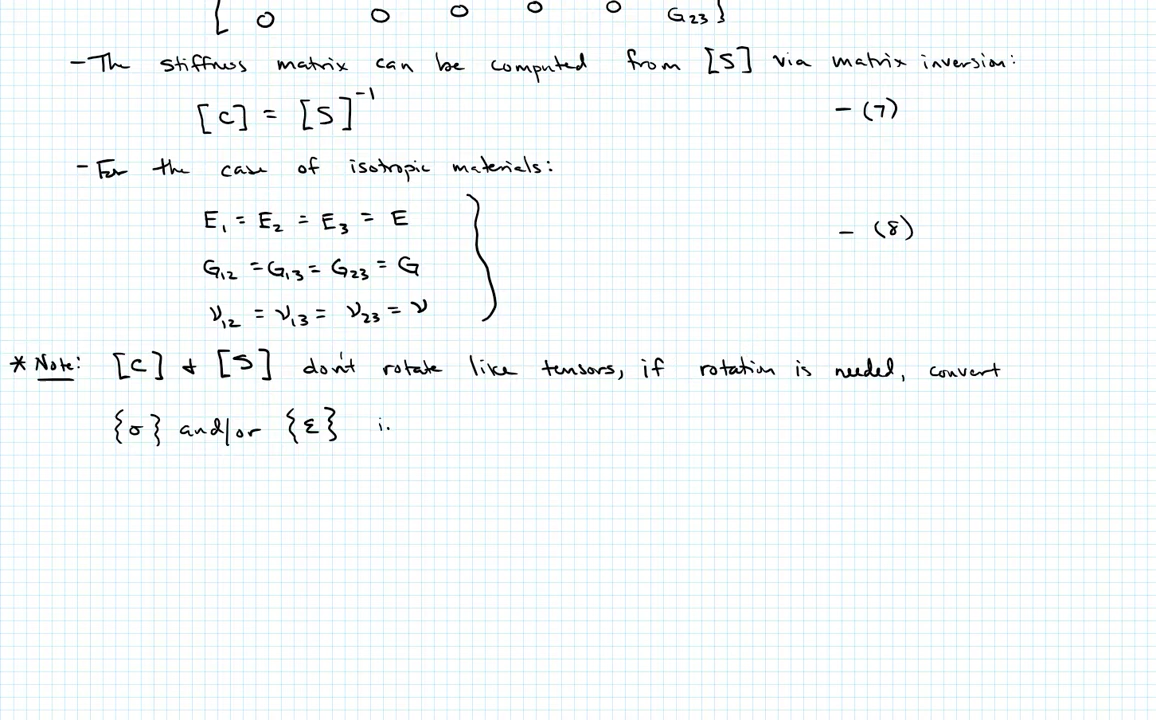 [ 0 0 0 0 0 G23 ]
- The stiffness matrix can be computed from [S] via matrix inversion:
[C] = [S]^-1 - (7)
- For the case of isotropic materials:
E1 = E2 = E3 = E
- (8)
G12 = G13 = G23 = G
ν12 = ν13 = ν23 = ν
* Note: [C] & [S] don't rotate like tensors, if rotation is needed, convert
{σ} and/or {ε} i.